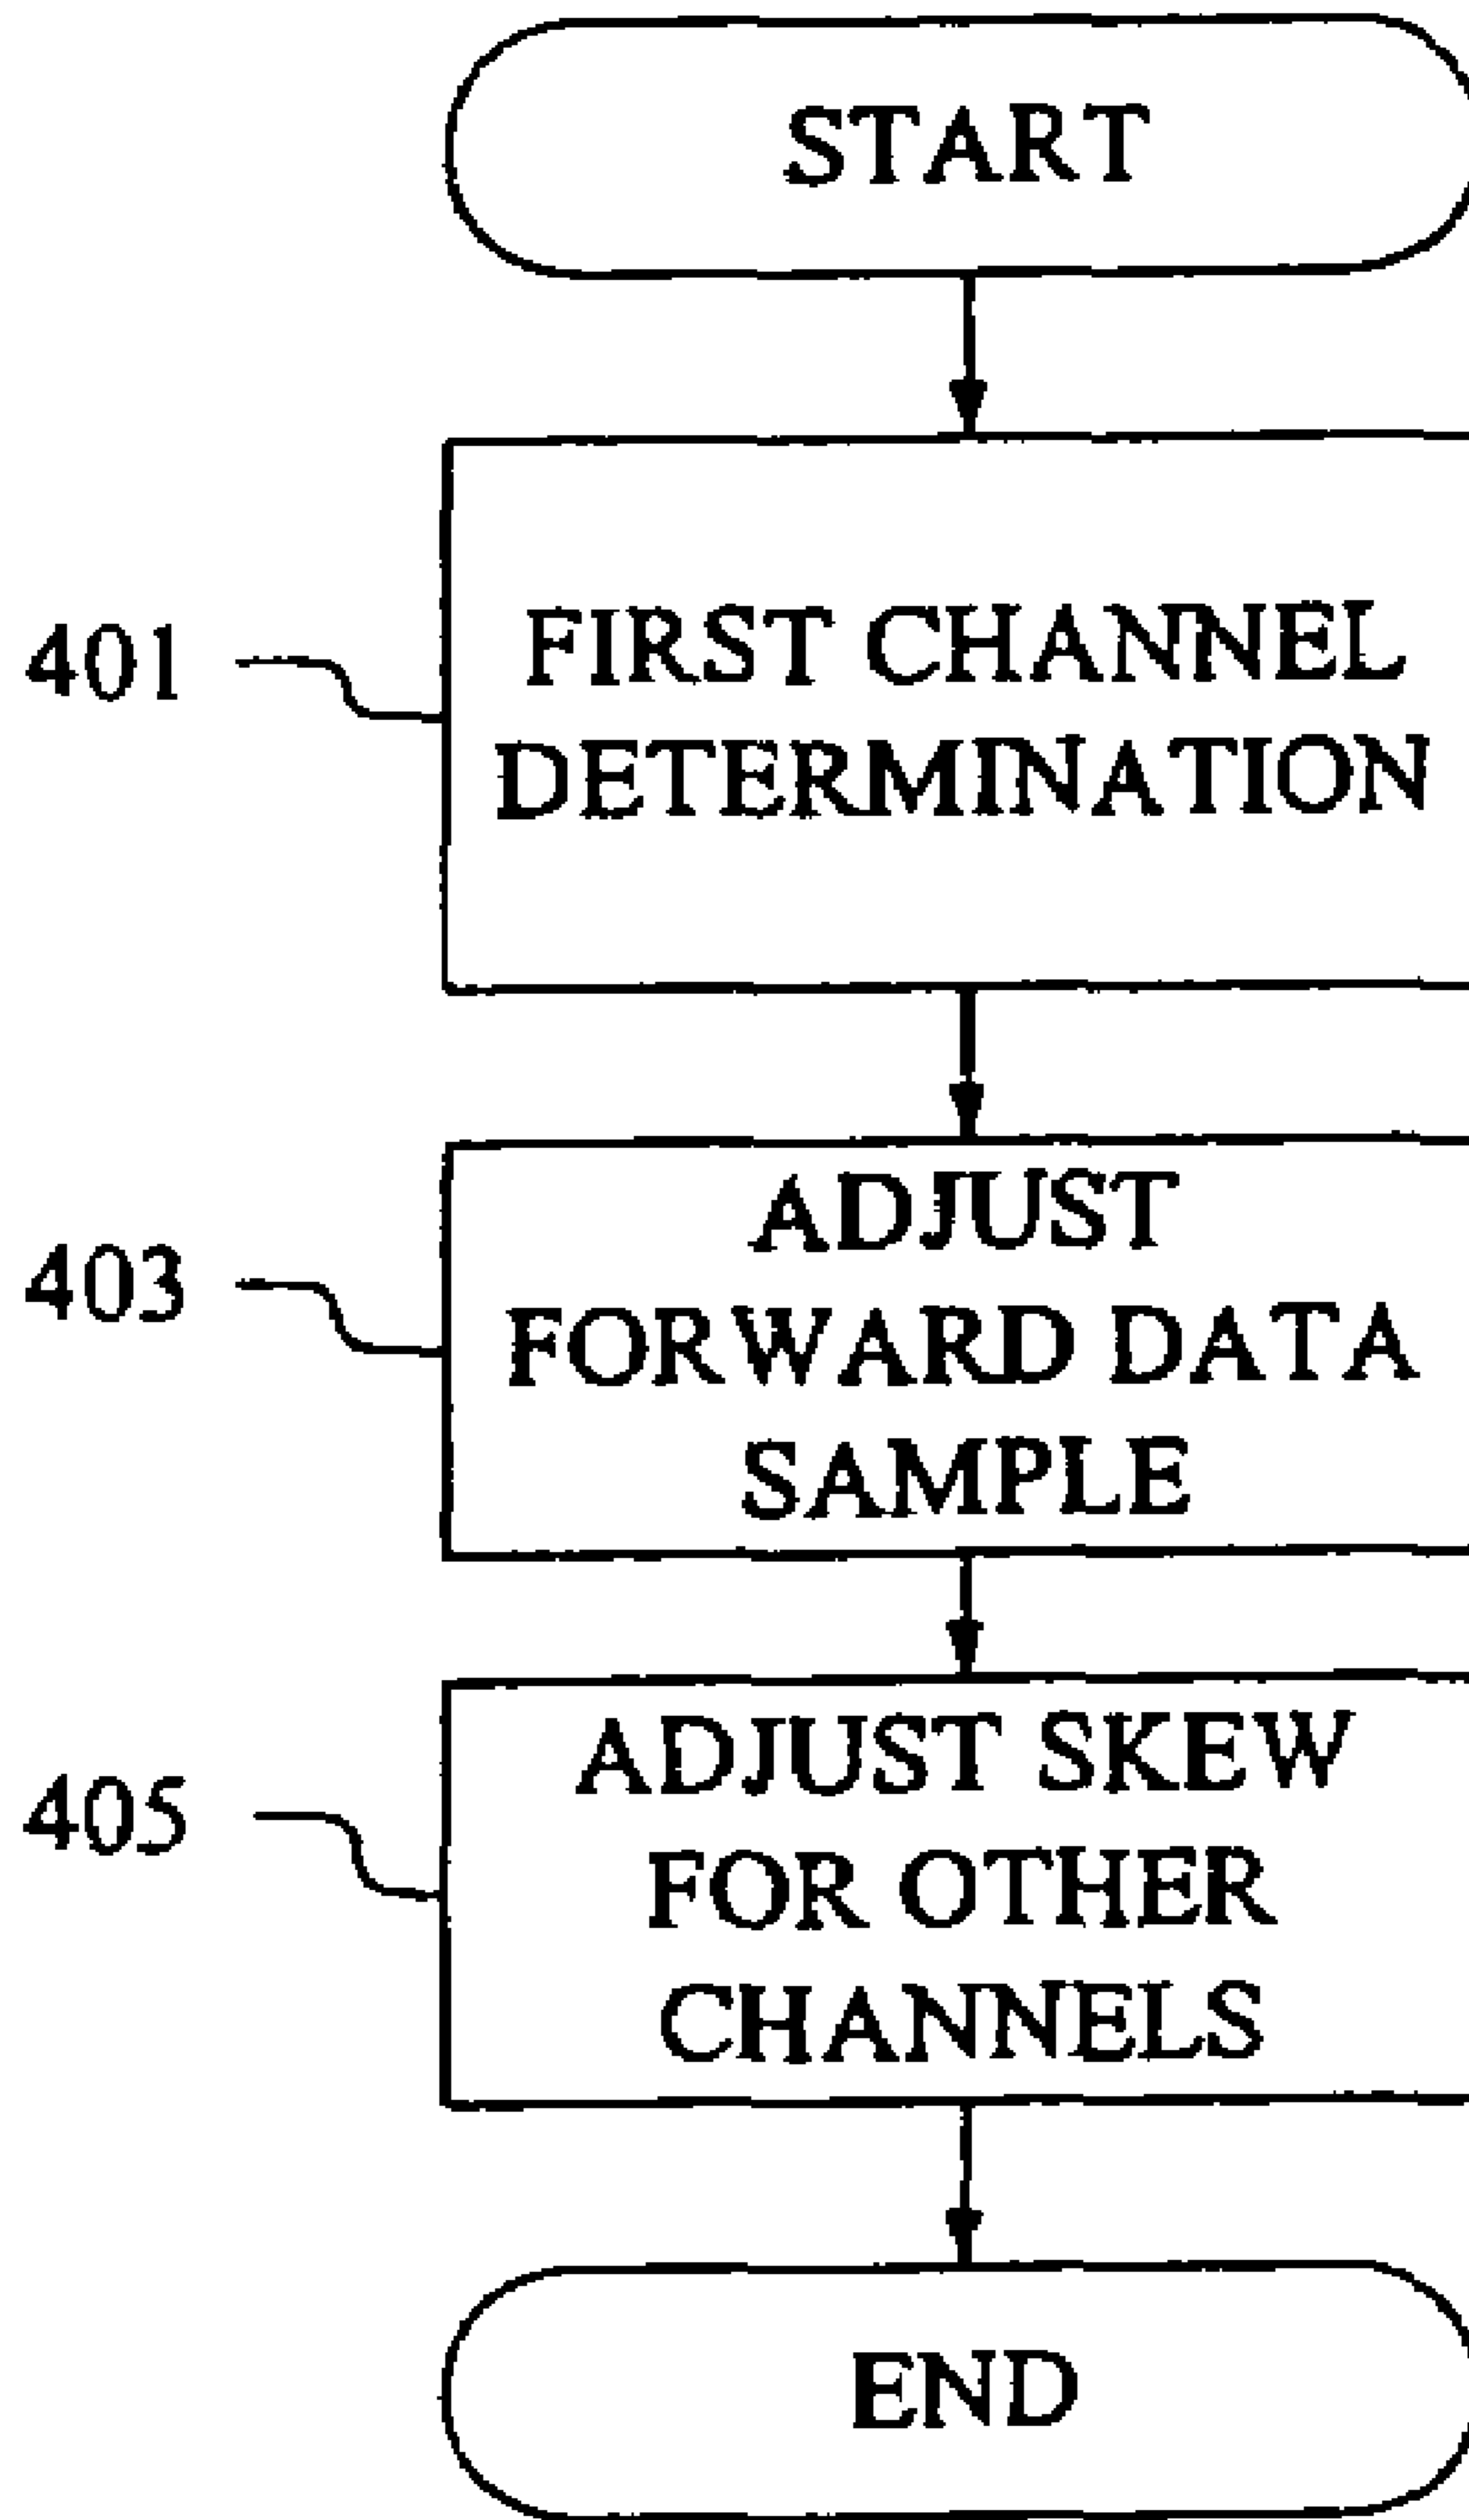 START
401
FIRST CHANNEL
DETERMINATION
403
ADJUST
FORWARD DATA
SAMPLE
405
ADJUST SKEW
FOR OTHER
CHANNELS
END